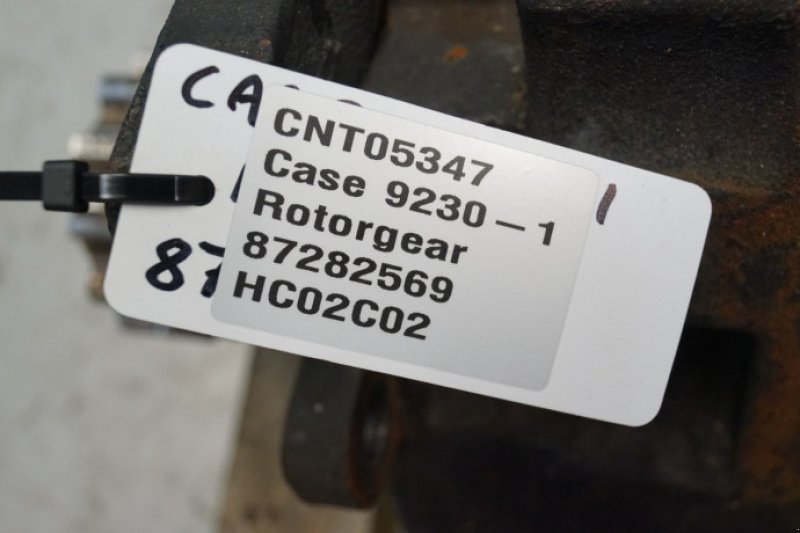 CNT05347
Case 9230-1
Rotorgear
87282569
HC02C02